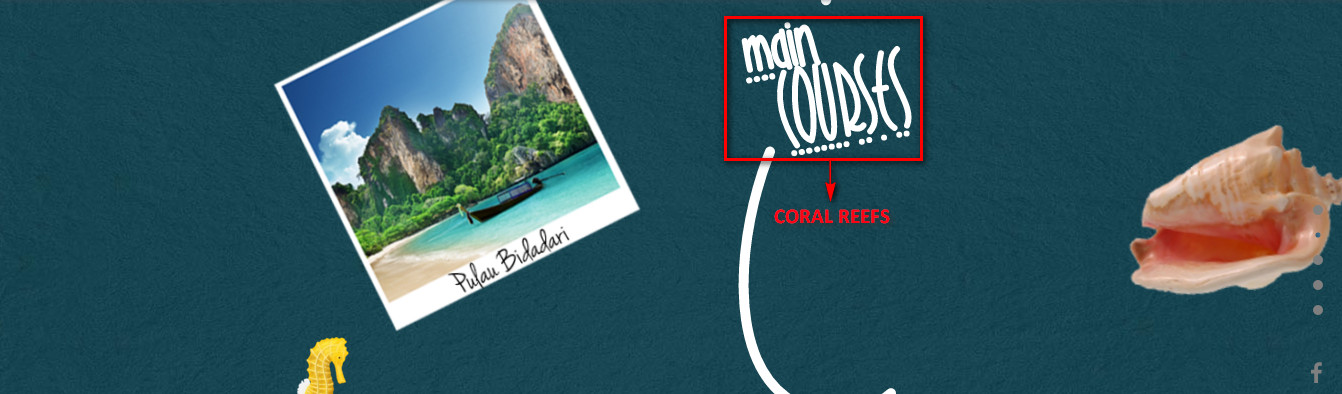 main
COURSES
CORAL REEFS
Pulau Bidadari
f